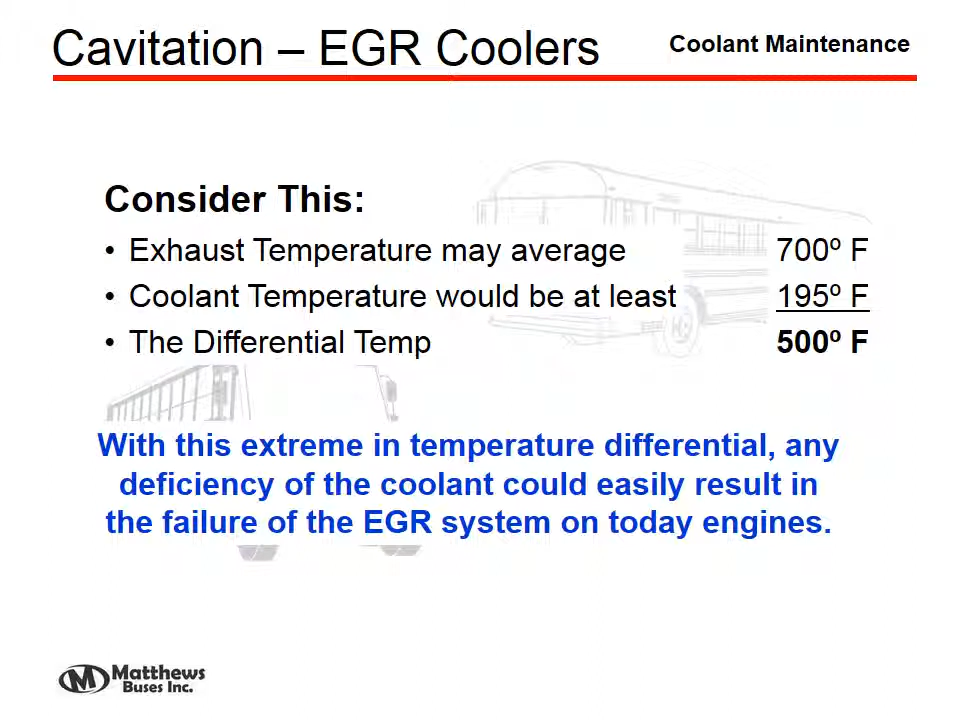 Cavitation – EGR Coolers
Coolant Maintenance
Consider This:
• Exhaust Temperature may average 700º F
• Coolant Temperature would be at least 195º F
• The Differential Temp 500º F
With this extreme in temperature differential, any
deficiency of the coolant could easily result in
the failure of the EGR system on today engines.
M Matthews
Buses Inc.